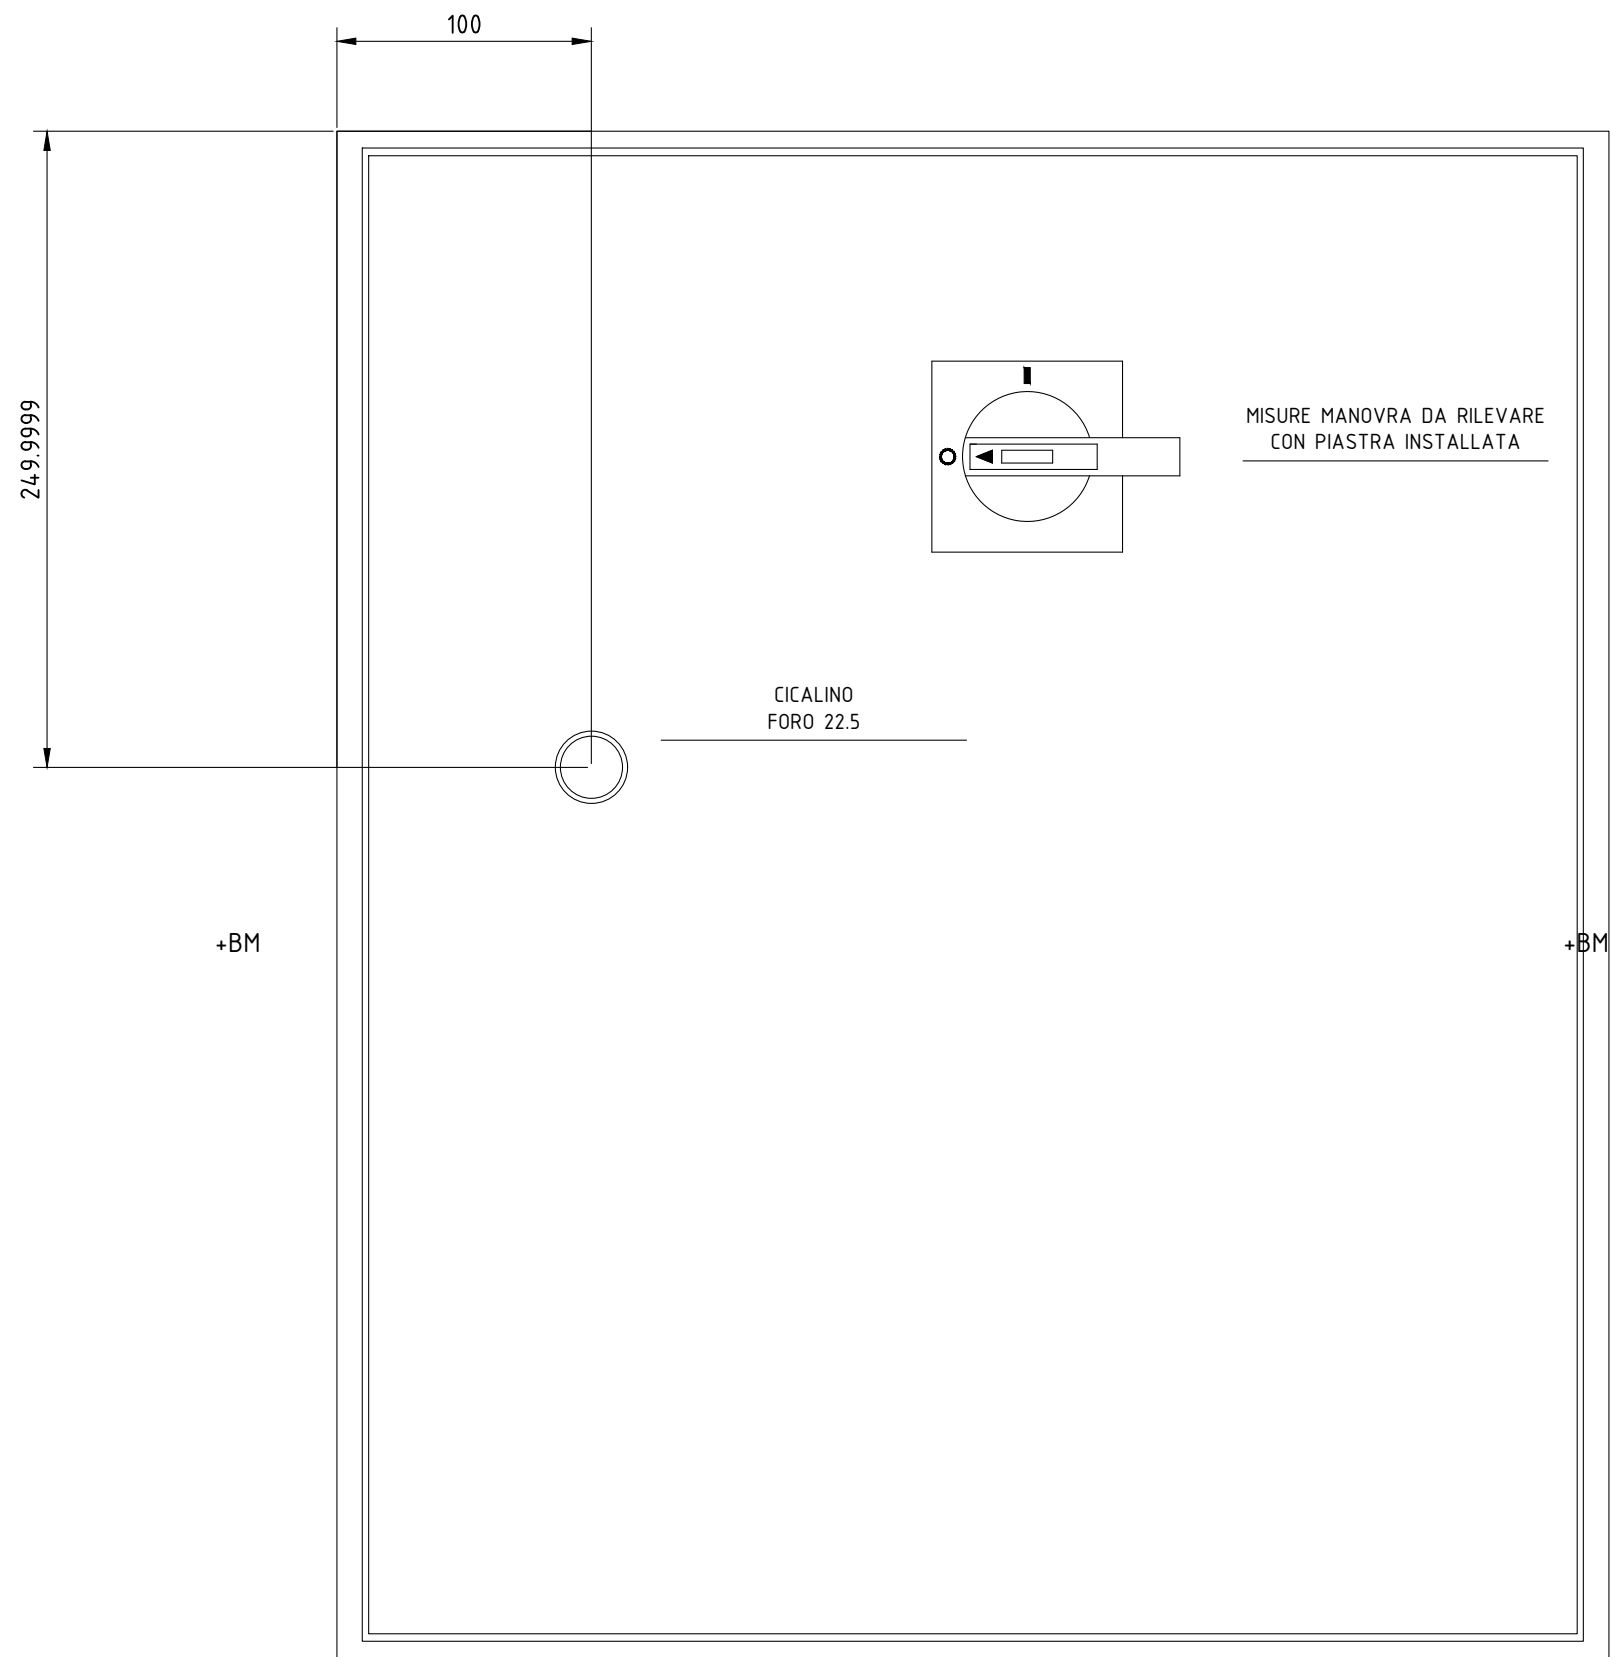 100
249.9999
MISURE MANOVRA DA RILEVARE
CON PIASTRA INSTALLATA
CICALINO
FORO 22.5
+BM
+BM